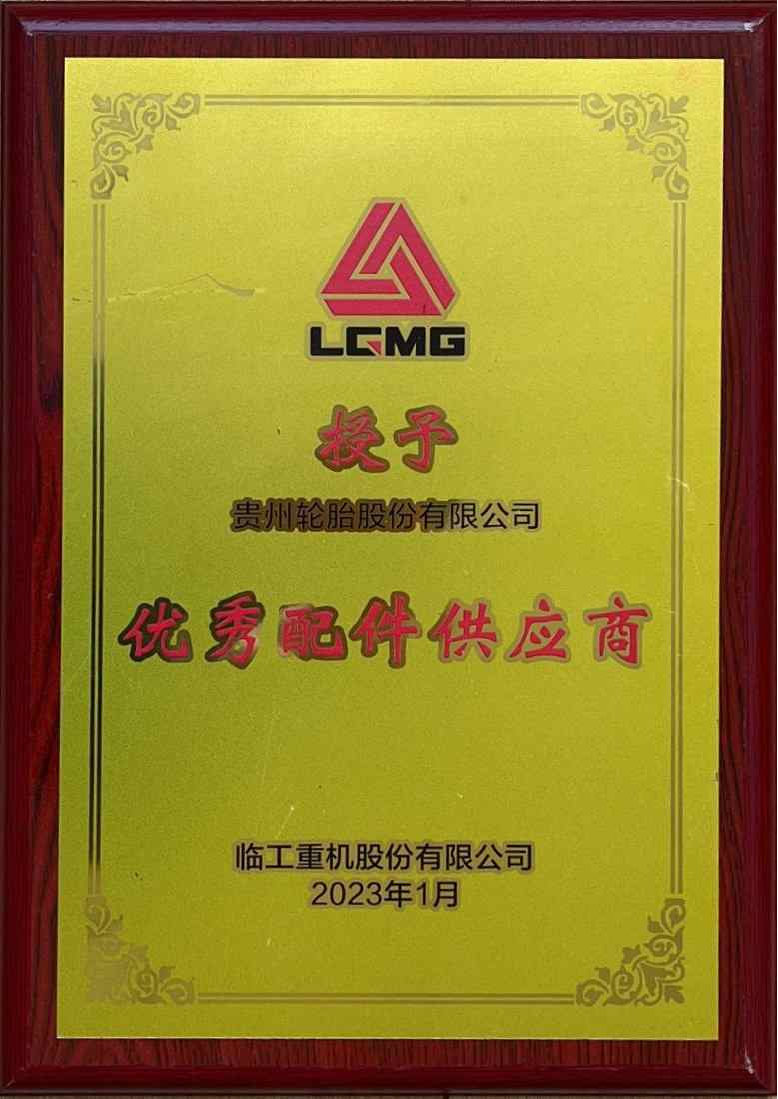 LGMG
授予
贵州轮胎股份有限公司
优秀配件供应商
临工重机股份有限公司
2023年1月